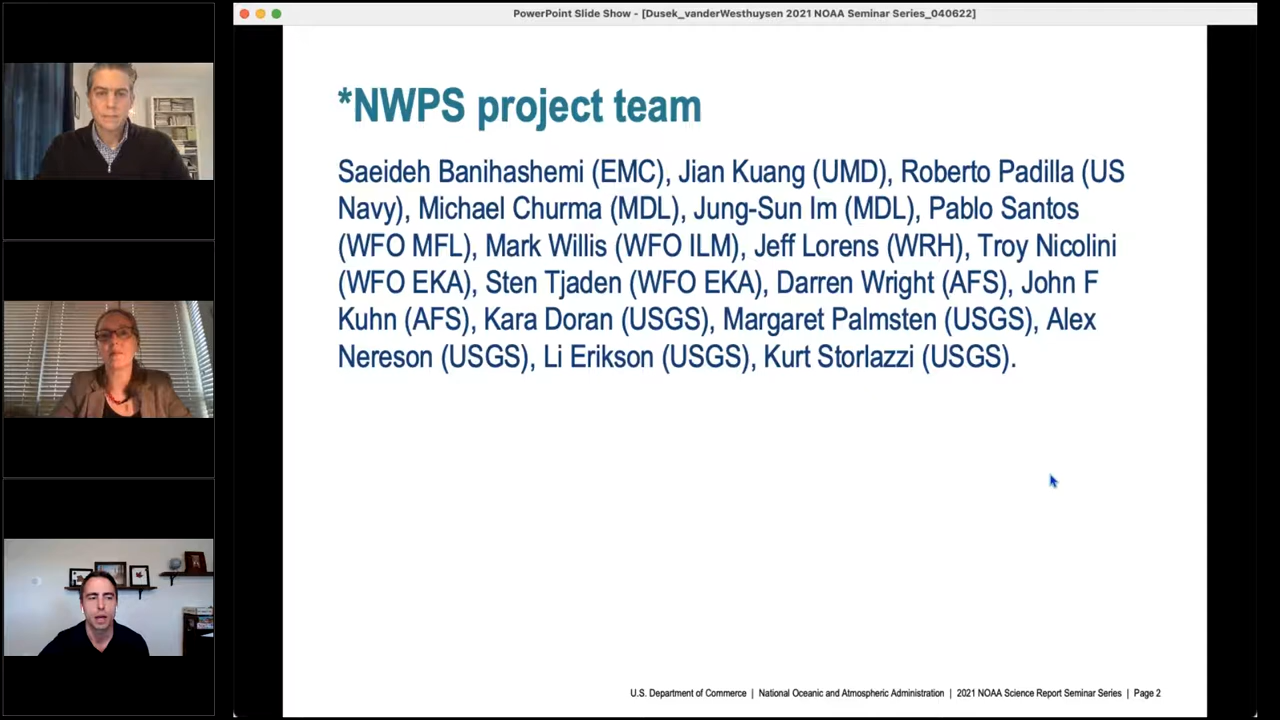 PowerPoint Slide Show - [Dusek_vanderWesthuysen 2021 NOAA Seminar Series_040622]
*NWPS project team
Saeideh Banihashemi (EMC), Jian Kuang (UMD), Roberto Padilla (US
Navy), Michael Churma (MDL), Jung-Sun Im (MDL), Pablo Santos
(WFO MFL), Mark Willis (WFO ILM), Jeff Lorens (WRH), Troy Nicolini
(WFO EKA), Sten Tjaden (WFO EKA), Darren Wright (AFS), John F
Kuhn (AFS), Kara Doran (USGS), Margaret Palmsten (USGS), Alex
Nereson (USGS), Li Erikson (USGS), Kurt Storlazzi (USGS).
U.S. Department of Commerce | National Oceanic and Atmospheric Administration | 2021 NOAA Science Report Seminar Series | Page 2